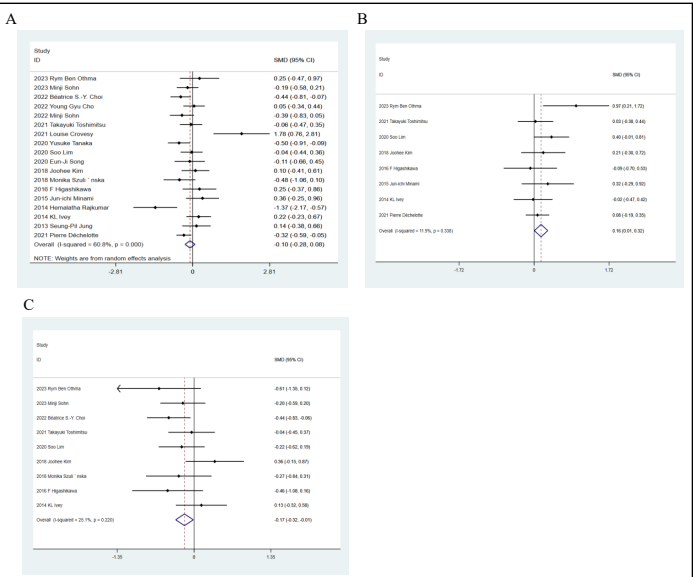 A
Study
ID SMD (95% CI)
2023 Rym Ben Othma 0.25 (-0.47, 0.97)
2023 Minji Sohn -0.19 (-0.58, 0.21)
2022 Béatrice S.-Y. Choi -0.44 (-0.81, -0.07)
2022 Young Gyu Cho 0.05 (-0.34, 0.44)
2022 Minji Sohn -0.39 (-0.83, 0.05)
2021 Takayuki Toshimitsu -0.06 (-0.47, 0.35)
2021 Louise Crovesy 1.78 (0.76, 2.81)
2020 Yusuke Tanaka -0.50 (-0.91, -0.09)
2020 Soo Lim -0.04 (-0.44, 0.36)
2020 Eun-Ji Song -0.11 (-0.66, 0.45)
2018 Joohee Kim 0.10 (-0.41, 0.61)
2018 Monika Szuli ´ nska -0.48 (-1.06, 0.10)
2016 F Higashikawa 0.25 (-0.37, 0.86)
2015 Jun-ichi Minami 0.36 (-0.25, 0.96)
2014 Hemalatha Rajkumar -1.37 (-2.17, -0.57)
2014 KL Ivey 0.22 (-0.23, 0.67)
2013 Seung-Pil Jung 0.14 (-0.38, 0.66)
2021 Pierre Déchelotte -0.32 (-0.59, -0.05)
Overall (I-squared = 60.8%, p = 0.000) -0.10 (-0.28, 0.08)
NOTE: Weights are from random effects analysis
-2.81 0 2.81
B
Study
ID SMD (95% CI)
2023 Rym Ben Othma 0.97 (0.21, 1.72)
2021 Takayuki Toshimitsu 0.03 (-0.38, 0.44)
2020 Soo Lim 0.40 (-0.01, 0.81)
2018 Joohee Kim 0.21 (-0.30, 0.72)
2016 F Higashikawa -0.09 (-0.70, 0.53)
2015 Jun-ichi Minami 0.32 (-0.29, 0.92)
2014 KL Ivey -0.02 (-0.47, 0.42)
2021 Pierre Déchelotte 0.08 (-0.19, 0.35)
Overall (I-squared = 11.9%, p = 0.336) 0.16 (0.01, 0.32)
-1.72 0 1.72
C
Study
ID SMD (95% CI)
2023 Rym Ben Othma -0.61 (-1.35, 0.12)
2023 Minji Sohn -0.20 (-0.59, 0.20)
2022 Béatrice S.-Y. Choi -0.44 (-0.83, -0.06)
2021 Takayuki Toshimitsu -0.04 (-0.45, 0.37)
2020 Soo Lim -0.22 (-0.62, 0.19)
2018 Joohee Kim 0.36 (-0.15, 0.87)
2018 Monika Szuli ´ nska -0.27 (-0.84, 0.31)
2016 F Higashikawa -0.46 (-1.08, 0.16)
2014 KL Ivey 0.13 (-0.32, 0.58)
Overall (I-squared = 25.1%, p = 0.220) -0.17 (-0.32, -0.01)
-1.35 0 1.35